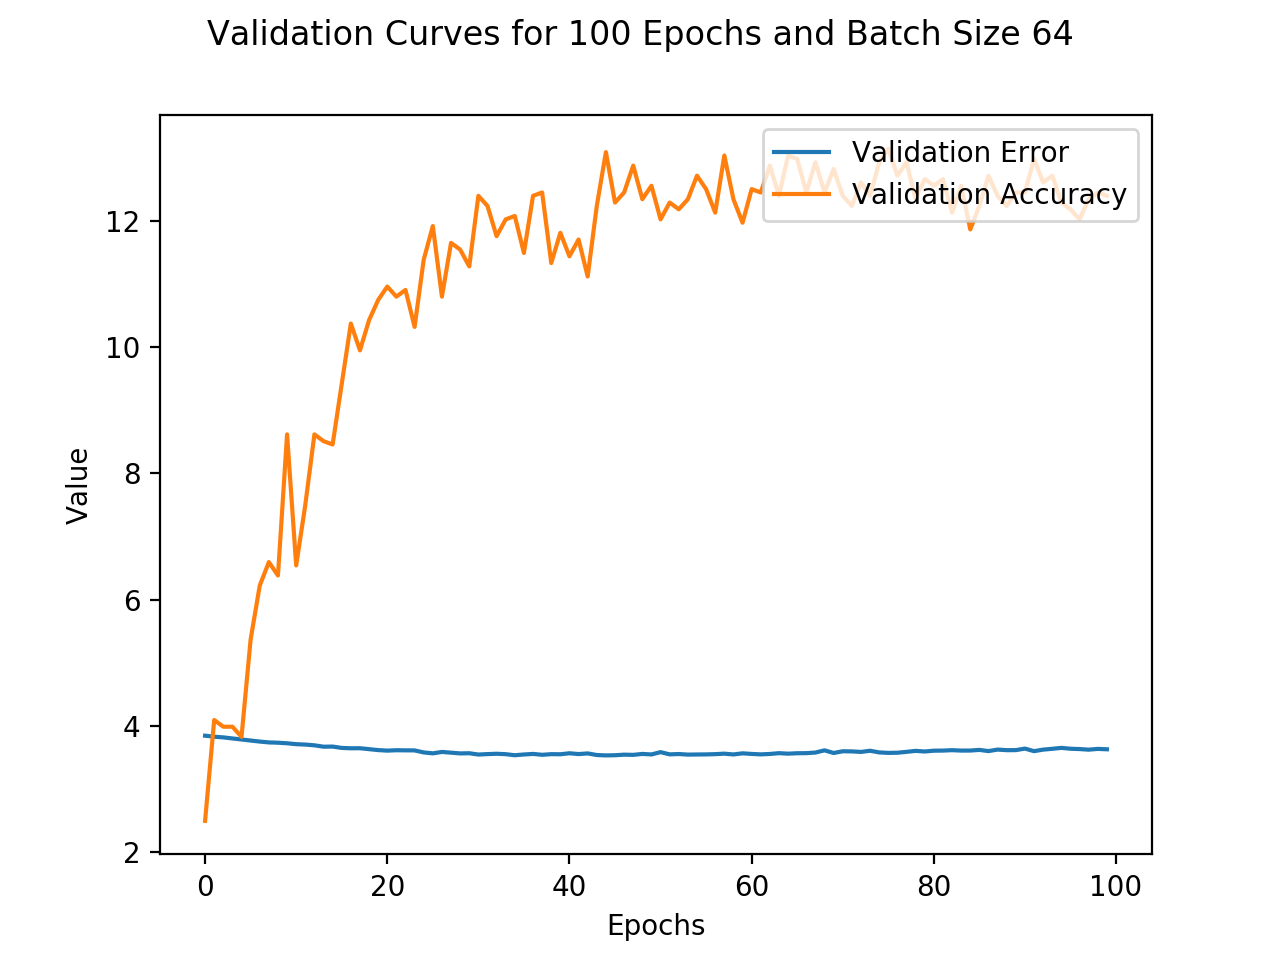 Validation Curves for 100 Epochs and Batch Size 64
Validation Error
Validation Accuracy
12
10
8
6
4
2
Value
0 20 40 60 80 100
Epochs